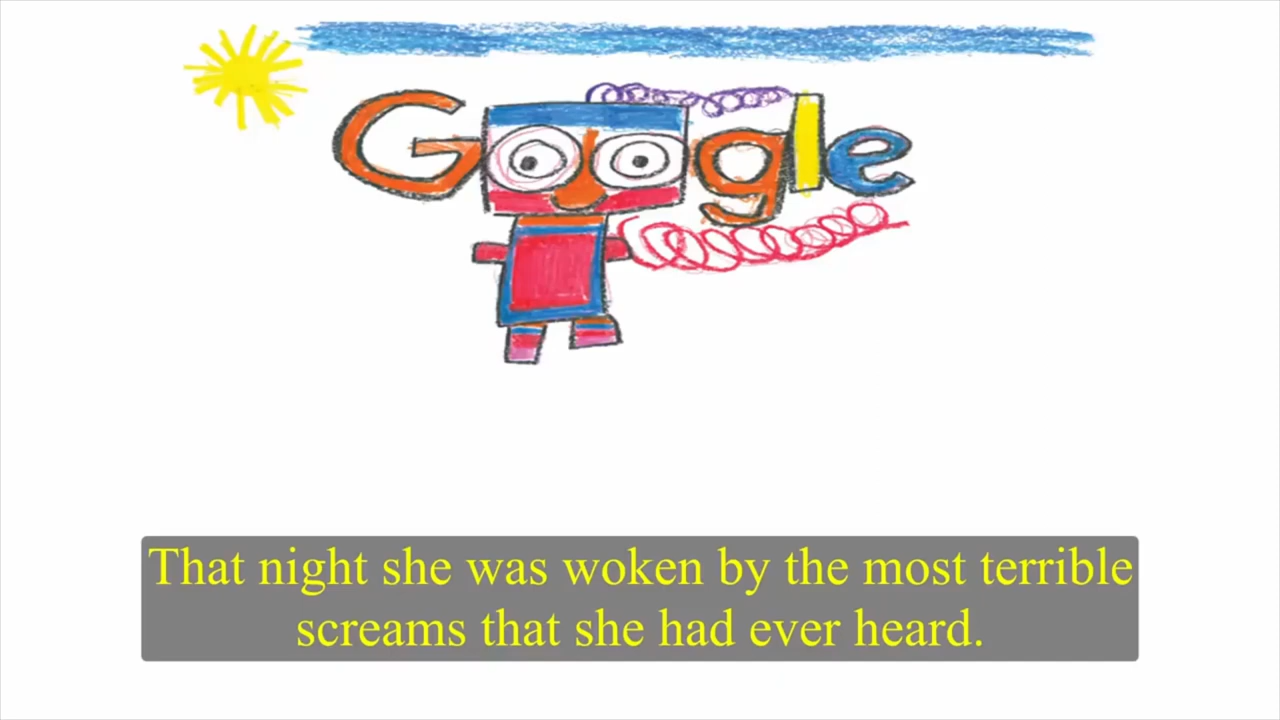 Google
That night she was woken by the most terrible
screams that she had ever heard.